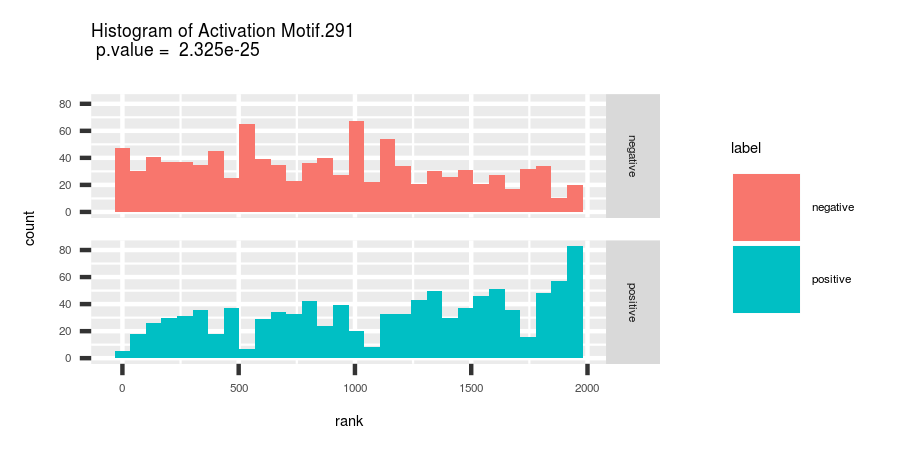 Histogram of Activation Motif.291
p.value = 2.325e-25
80
60
40
20
0
negative
80
60
40
20
0
positive
0 500 1000 1500 2000
rank
count
label
negative
positive